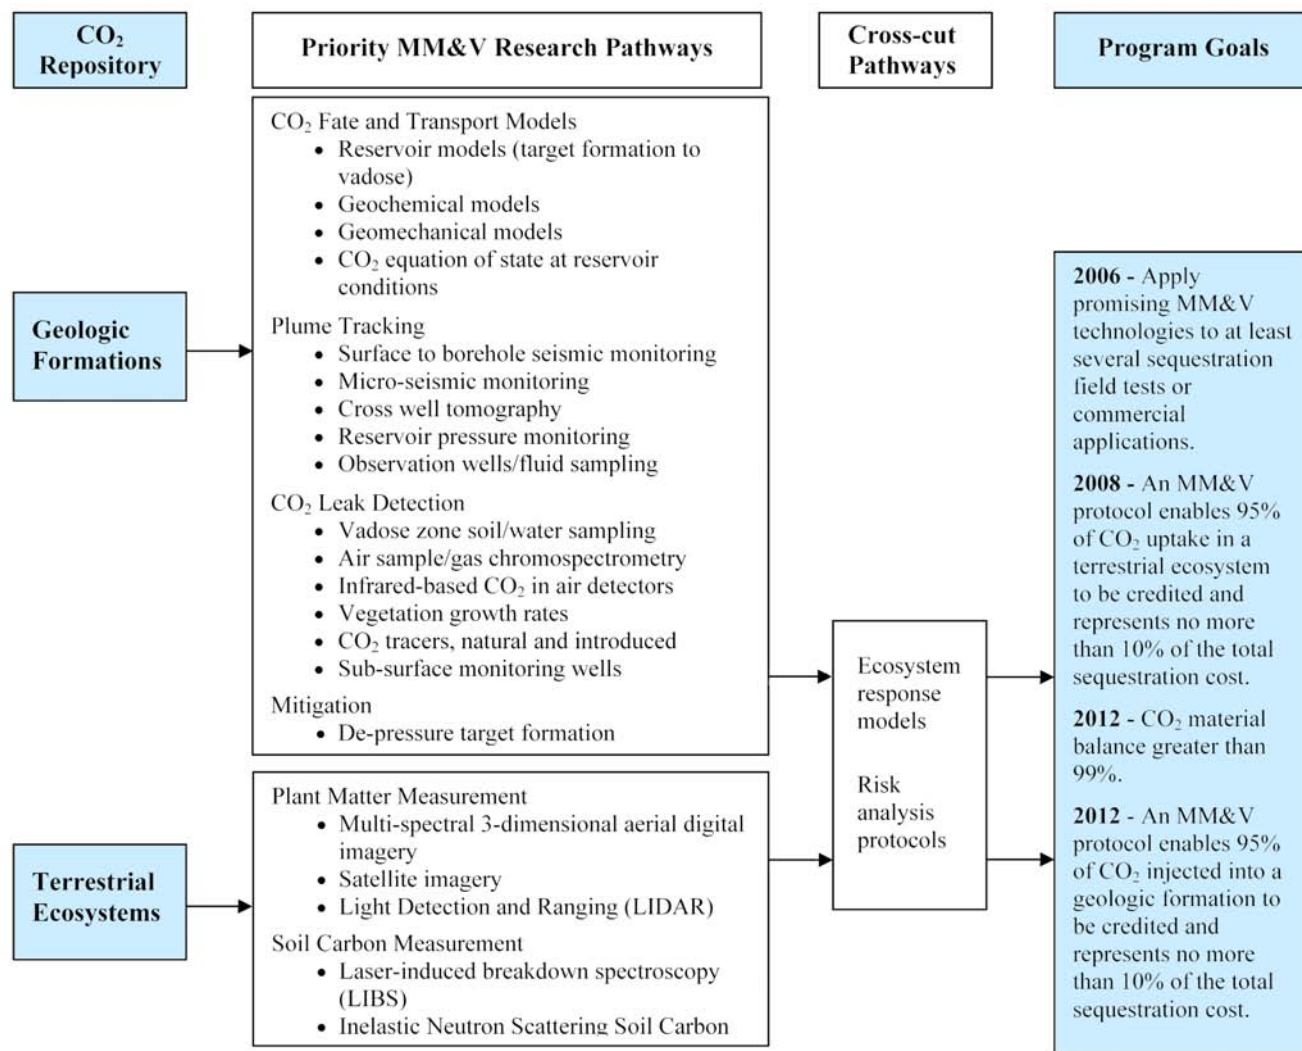 CO₂
Repository
Priority MM&V Research Pathways
Cross-cut
Pathways
Program Goals
Geologic
Formations
CO₂ Fate and Transport Models
• Reservoir models (target formation to
vadose)
• Geochemical models
• Geomechanical models
• CO₂ equation of state at reservoir
conditions
Plume Tracking
• Surface to borehole seismic monitoring
• Micro-seismic monitoring
• Cross well tomography
• Reservoir pressure monitoring
• Observation wells/fluid sampling
CO₂ Leak Detection
• Vadose zone soil/water sampling
• Air sample/gas chromospectrometry
• Infrared-based CO₂ in air detectors
• Vegetation growth rates
• CO₂ tracers, natural and introduced
• Sub-surface monitoring wells
Mitigation
• De-pressure target formation
Terrestrial
Ecosystems
Plant Matter Measurement
• Multi-spectral 3-dimensional aerial digital
imagery
• Satellite imagery
• Light Detection and Ranging (LIDAR)
Soil Carbon Measurement
• Laser-induced breakdown spectroscopy
(LIBS)
• Inelastic Neutron Scattering Soil Carbon
Ecosystem
response
models
Risk
analysis
protocols
2006 - Apply
promising MM&V
technologies to at least
several sequestration
field tests or
commercial
applications.
2008 - An MM&V
protocol enables 95%
of CO₂ uptake in a
terrestrial ecosystem
to be credited and
represents no more
than 10% of the total
sequestration cost.
2012 - CO₂ material
balance greater than
99%.
2012 - An MM&V
protocol enables 95%
of CO₂ injected into a
geologic formation to
be credited and
represents no more
than 10% of the total
sequestration cost.